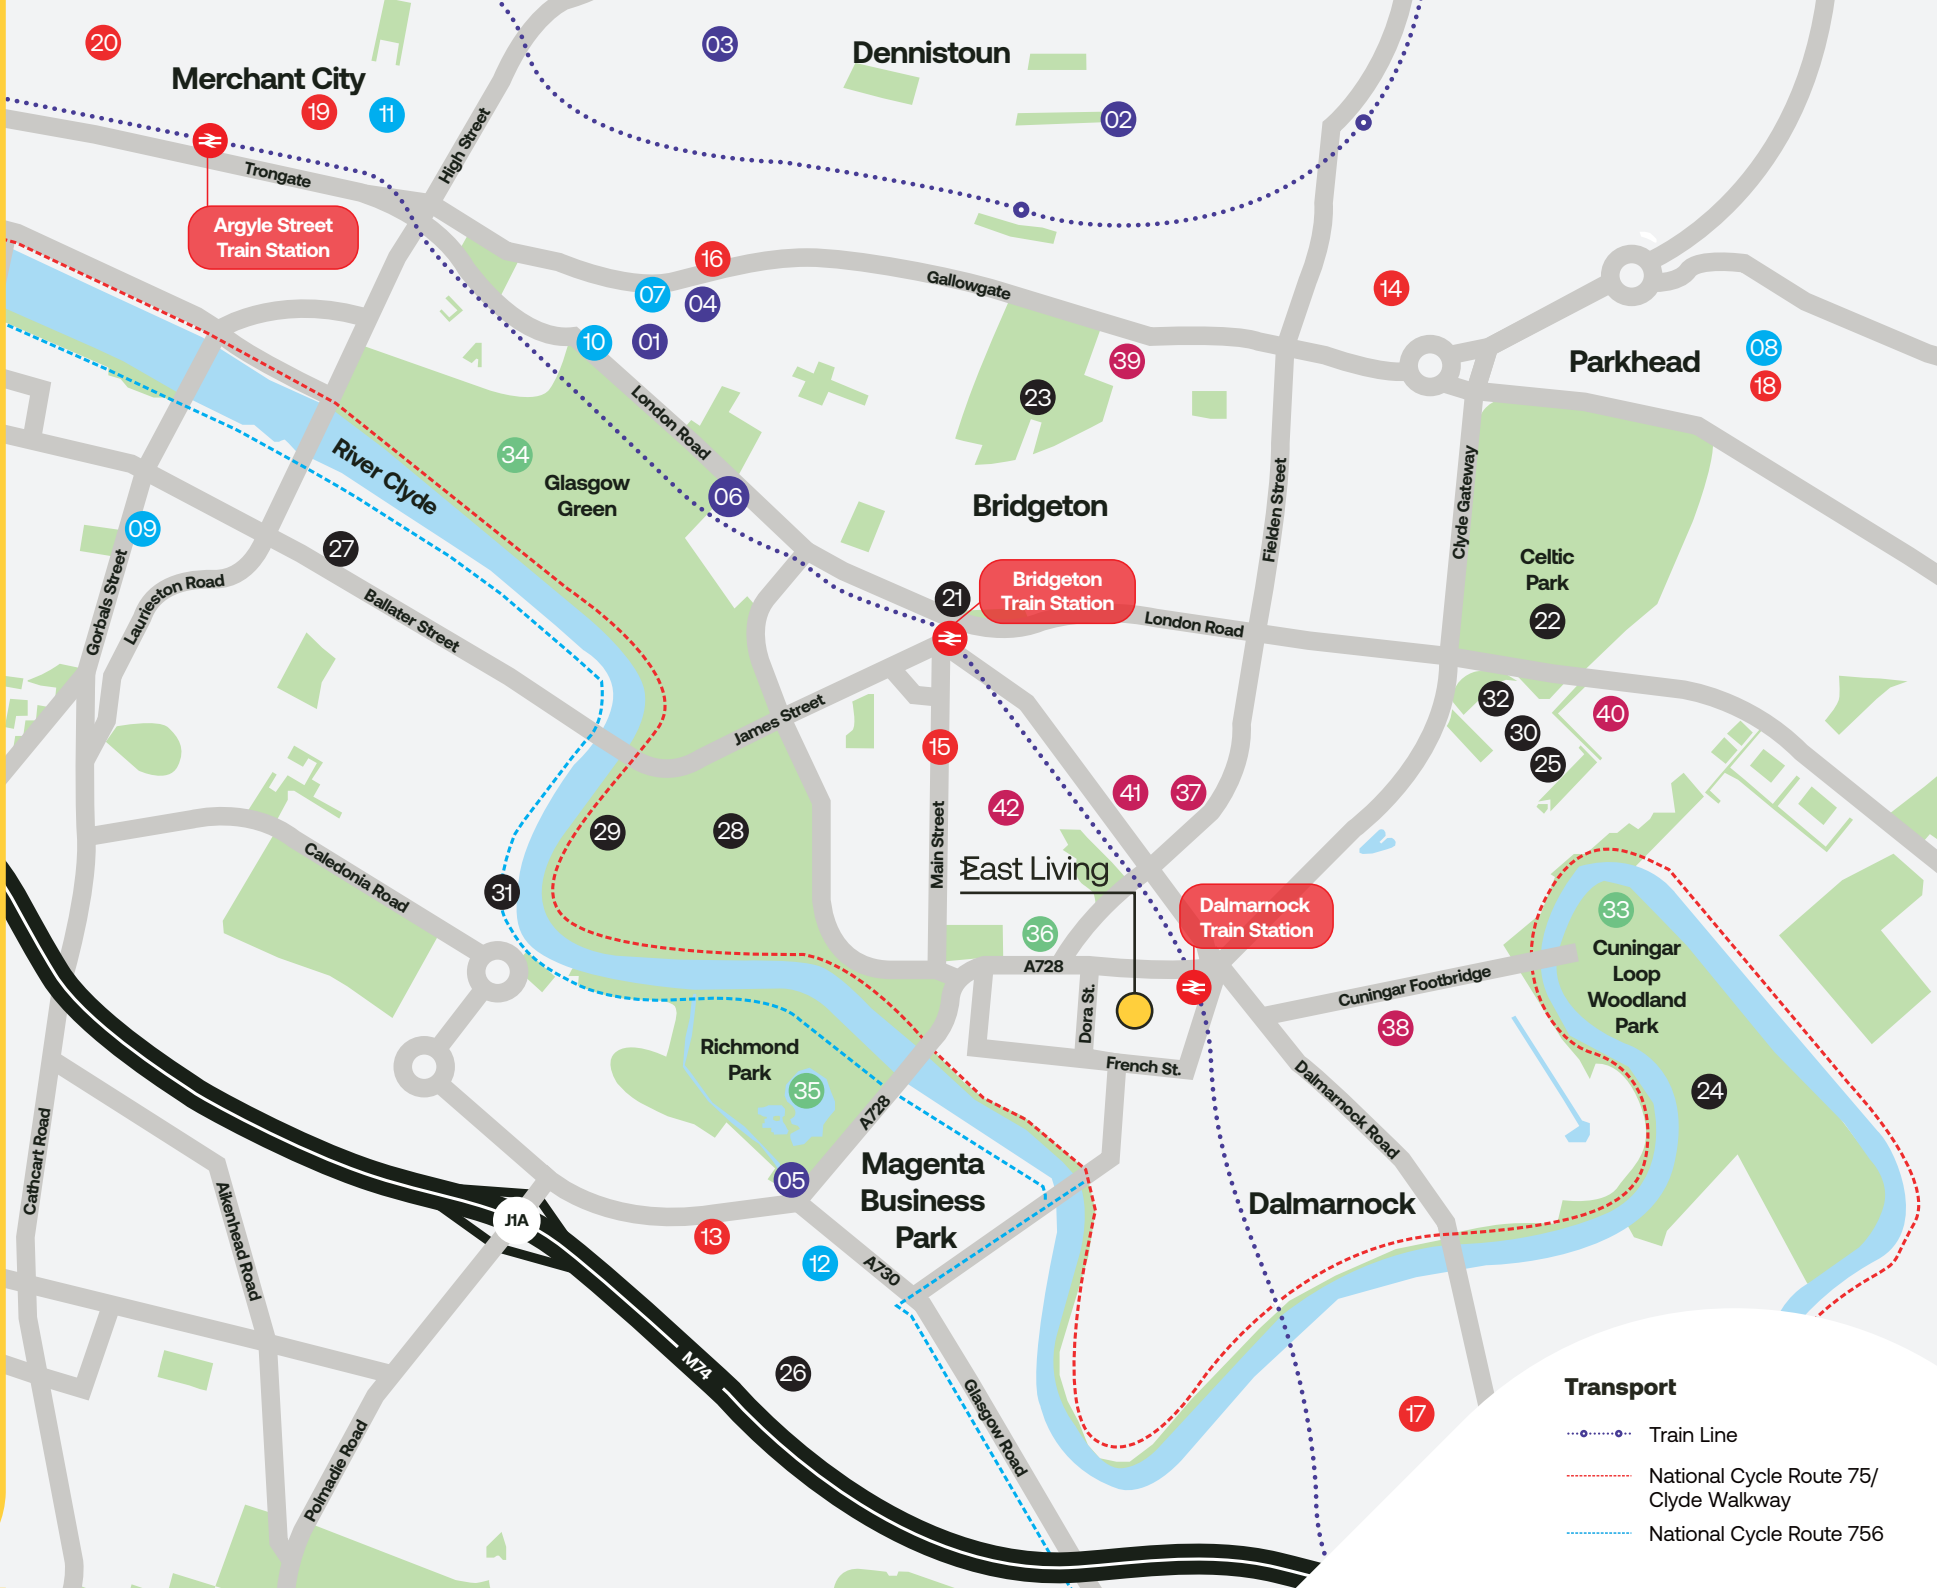 20
03
Dennistoun
Merchant City
19
11
02
High Street
Trongate
Argyle Street
Train Station
16
07
04
Gallowgate
14
10
01
39
Parkhead
08
18
23
London Road
River Clyde
34
Glasgow
Green
06
Bridgeton
Fielden Street
Clyde Gateway
09
27
Gorbals Street
Laurieston Road
Ballater Street
Celtic
Park
22
21
Bridgeton
Train Station
London Road
32
30
25
40
James Street
15
42
41
37
29
28
Main Street
East Living
Caledonia Road
31
36
A728
Dalmarnock
Train Station
33
Cuningar
Loop
Woodland
Park
Cuningar Footbridge
38
Dora St.
French St.
Richmond
Park
35
A728
24
Dalmarnock Road
Cathcart Road
Aikenhead Road
05
Magenta
Business
Park
Dalmarnock
J1A
13
12
A730
M74
26
Glasgow Road
17
Polmadie Road
Transport
Train Line
National Cycle Route 75/
Clyde Walkway
National Cycle Route 756